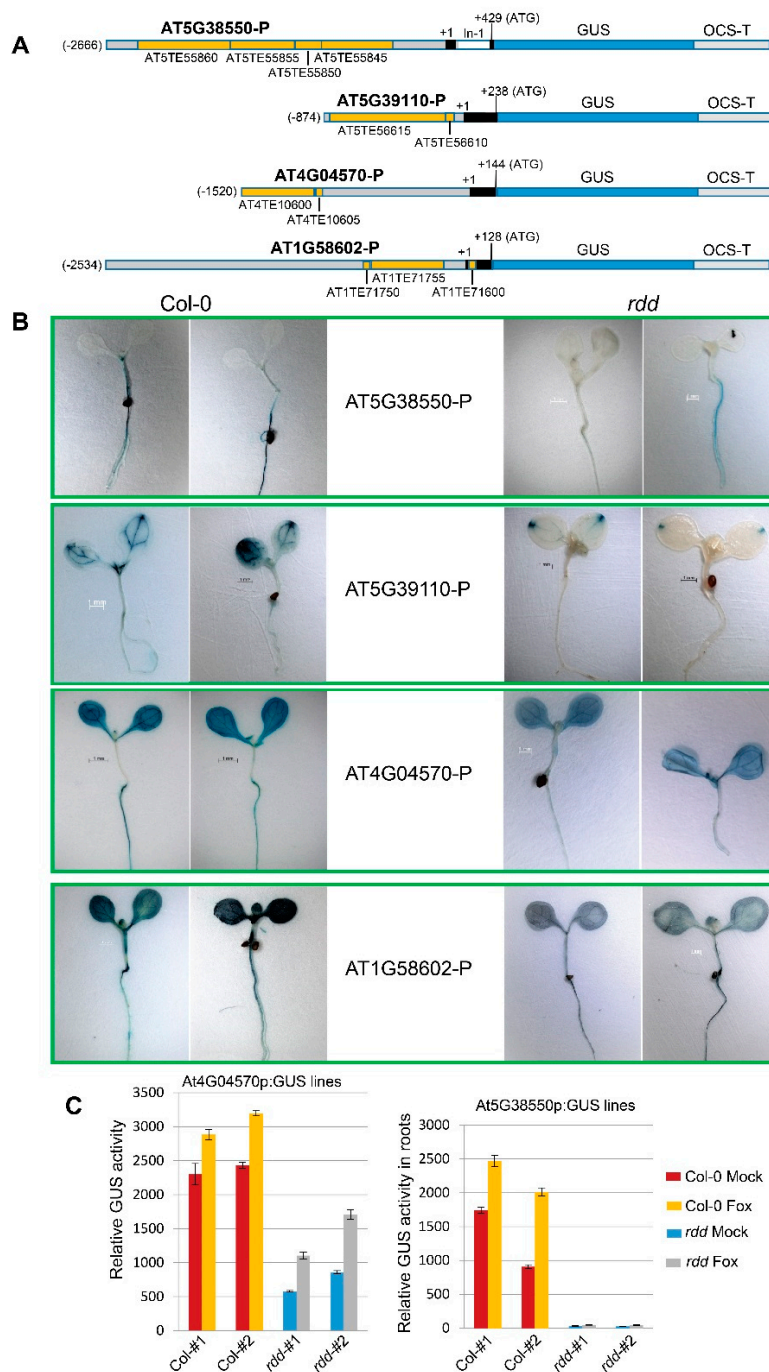 A
AT5G38550-P
+1
In-1
+429 (ATG)
GUS
OCS-T
(-2666)
AT5TE55860
AT5TE55855
AT5TE55845
AT5TE55850
AT5G39110-P
+1
+238 (ATG)
GUS
OCS-T
(-874)
AT5TE56615
AT5TE56610
AT4G04570-P
+1
+144 (ATG)
GUS
OCS-T
(-1520)
AT4TE10600
AT4TE10605
AT1G58602-P
+1
+128 (ATG)
GUS
OCS-T
(-2534)
AT1TE71755
AT1TE71750
AT1TE71600
Col-0
rdd
B
AT5G38550-P
AT5G39110-P
1 mm
AT4G04570-P
AT1G58602-P
C
At4G04570p:GUS lines
Relative GUS activity
3500
3000
2500
2000
1500
1000
500
0
Col-#1
Col-#2
rdd-#1
rdd-#2
At5G38550p:GUS lines
Relative GUS activity in roots
3000
2500
2000
1500
1000
500
0
Col-#1
Col-#2
rdd-#1
rdd-#2
Col-0 Mock
Col-0 Fox
rdd Mock
rdd Fox